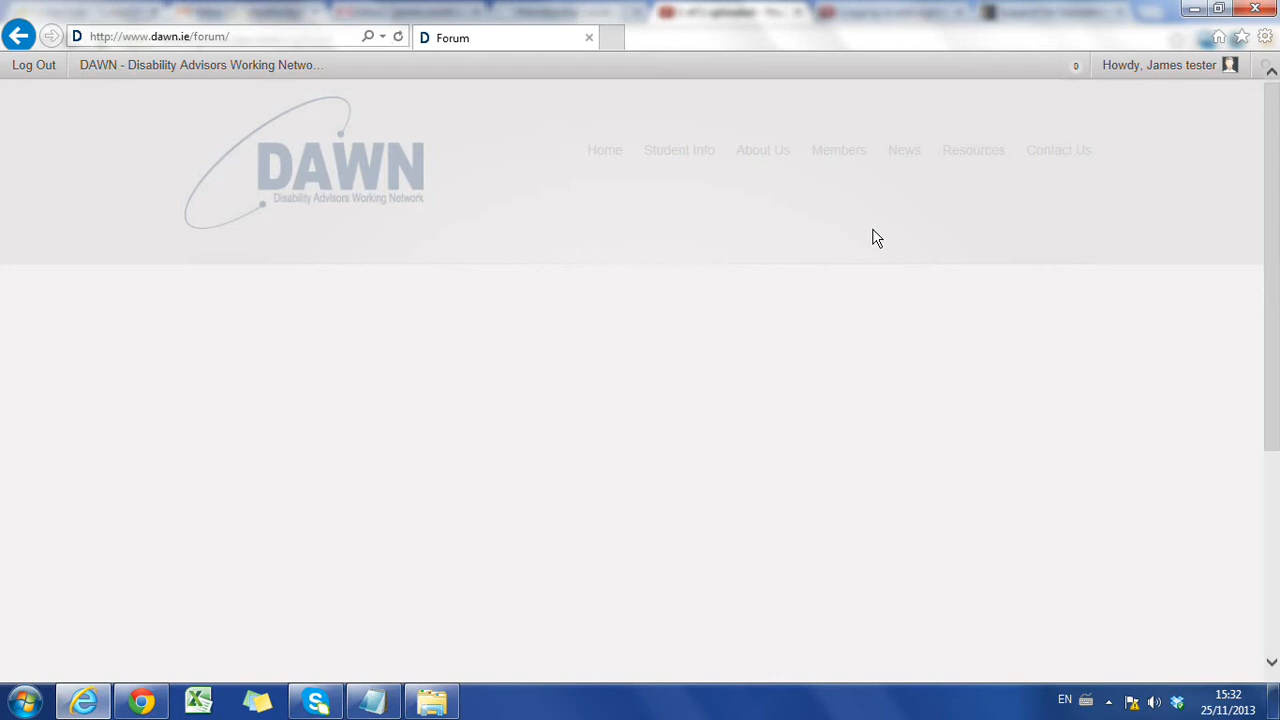 http://www.dawn.ie/forum/
Forum
Log Out
DAWN - Disability Advisors Working Netwo...
0
Howdy, James tester
DAWN
Disability Advisors Working Network
Home
Student Info
About Us
Members
News
Resources
Contact Us
EN
15:32
25/11/2013